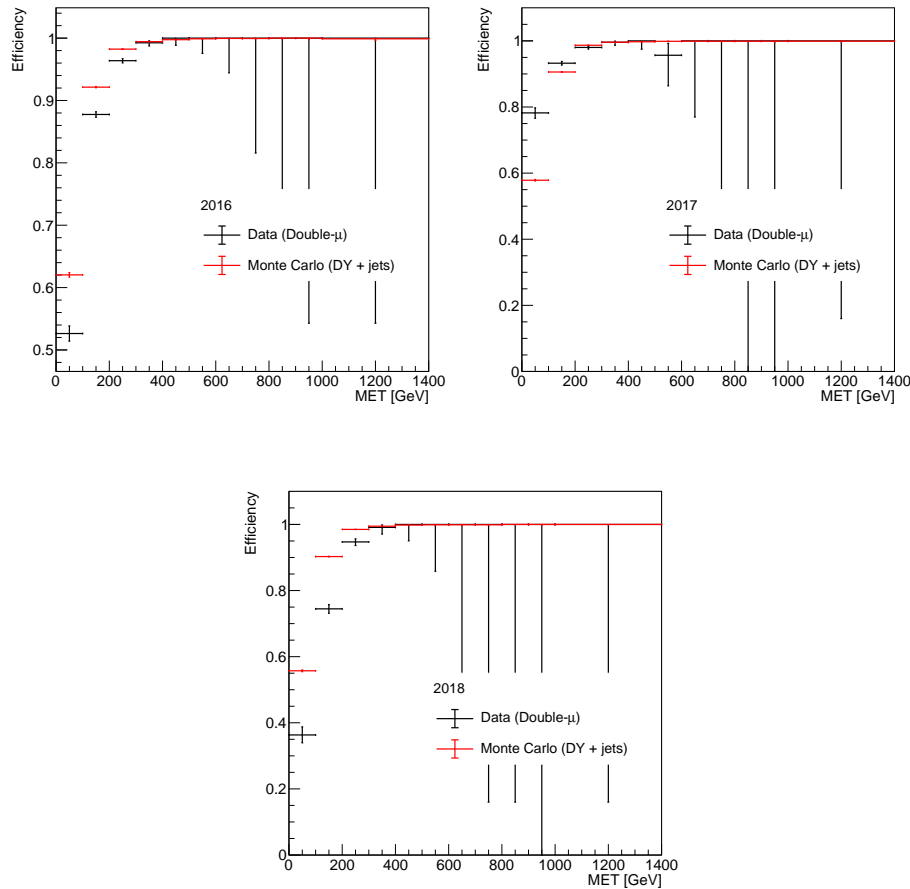 Efficiency
1
0.9
0.8
0.7
0.6
0.5
2016
Data (Double-μ)
Monte Carlo (DY + jets)
0 200 400 600 800 1000 1200 1400
MET [GeV]
Efficiency
1
0.8
0.6
0.4
0.2
0
2017
Data (Double-μ)
Monte Carlo (DY + jets)
0 200 400 600 800 1000 1200 1400
MET [GeV]
Efficiency
1
0.8
0.6
0.4
0.2
0
2018
Data (Double-μ)
Monte Carlo (DY + jets)
0 200 400 600 800 1000 1200 1400
MET [GeV]